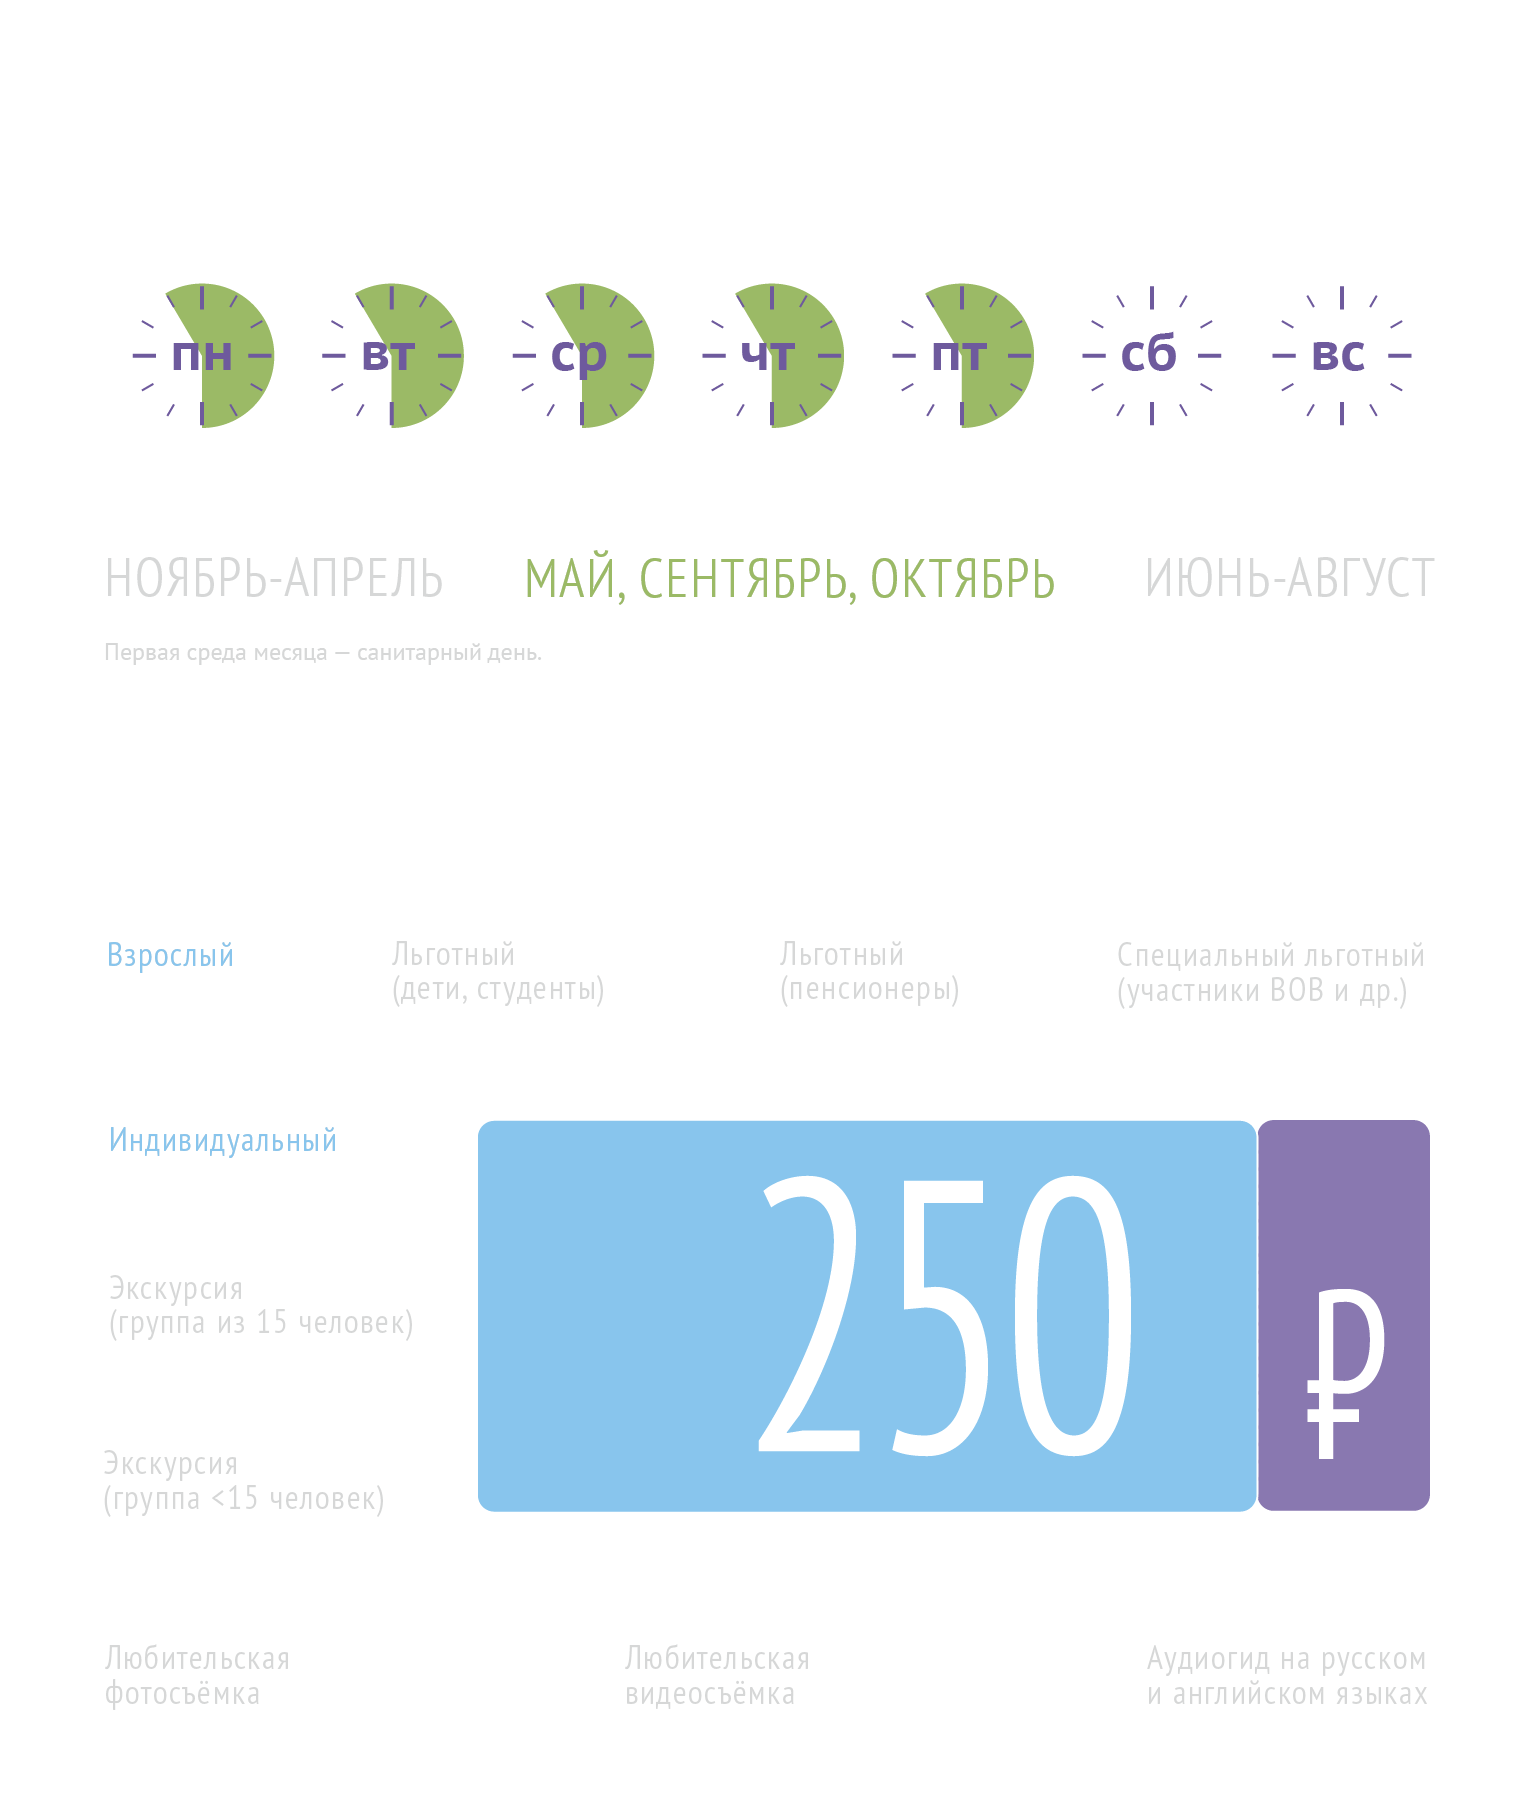 пн вт ср чт пт сб вс
НОЯБРЬ-АПРЕЛЬ МАЙ, СЕНТЯБРЬ, ОКТЯБРЬ ИЮНЬ-АВГУСТ
Первая среда месяца — санитарный день.
Взрослый
Льготный
(дети, студенты)
Льготный
(пенсионеры)
Специальный льготный
(участники ВОВ и др.)
Индивидуальный
Экскурсия
(группа из 15 человек)
Экскурсия
(группа <15 человек)
250 ₽
Любительская
фотосъёмка
Любительская
видеосъёмка
Аудиогид на русском
и английском языках